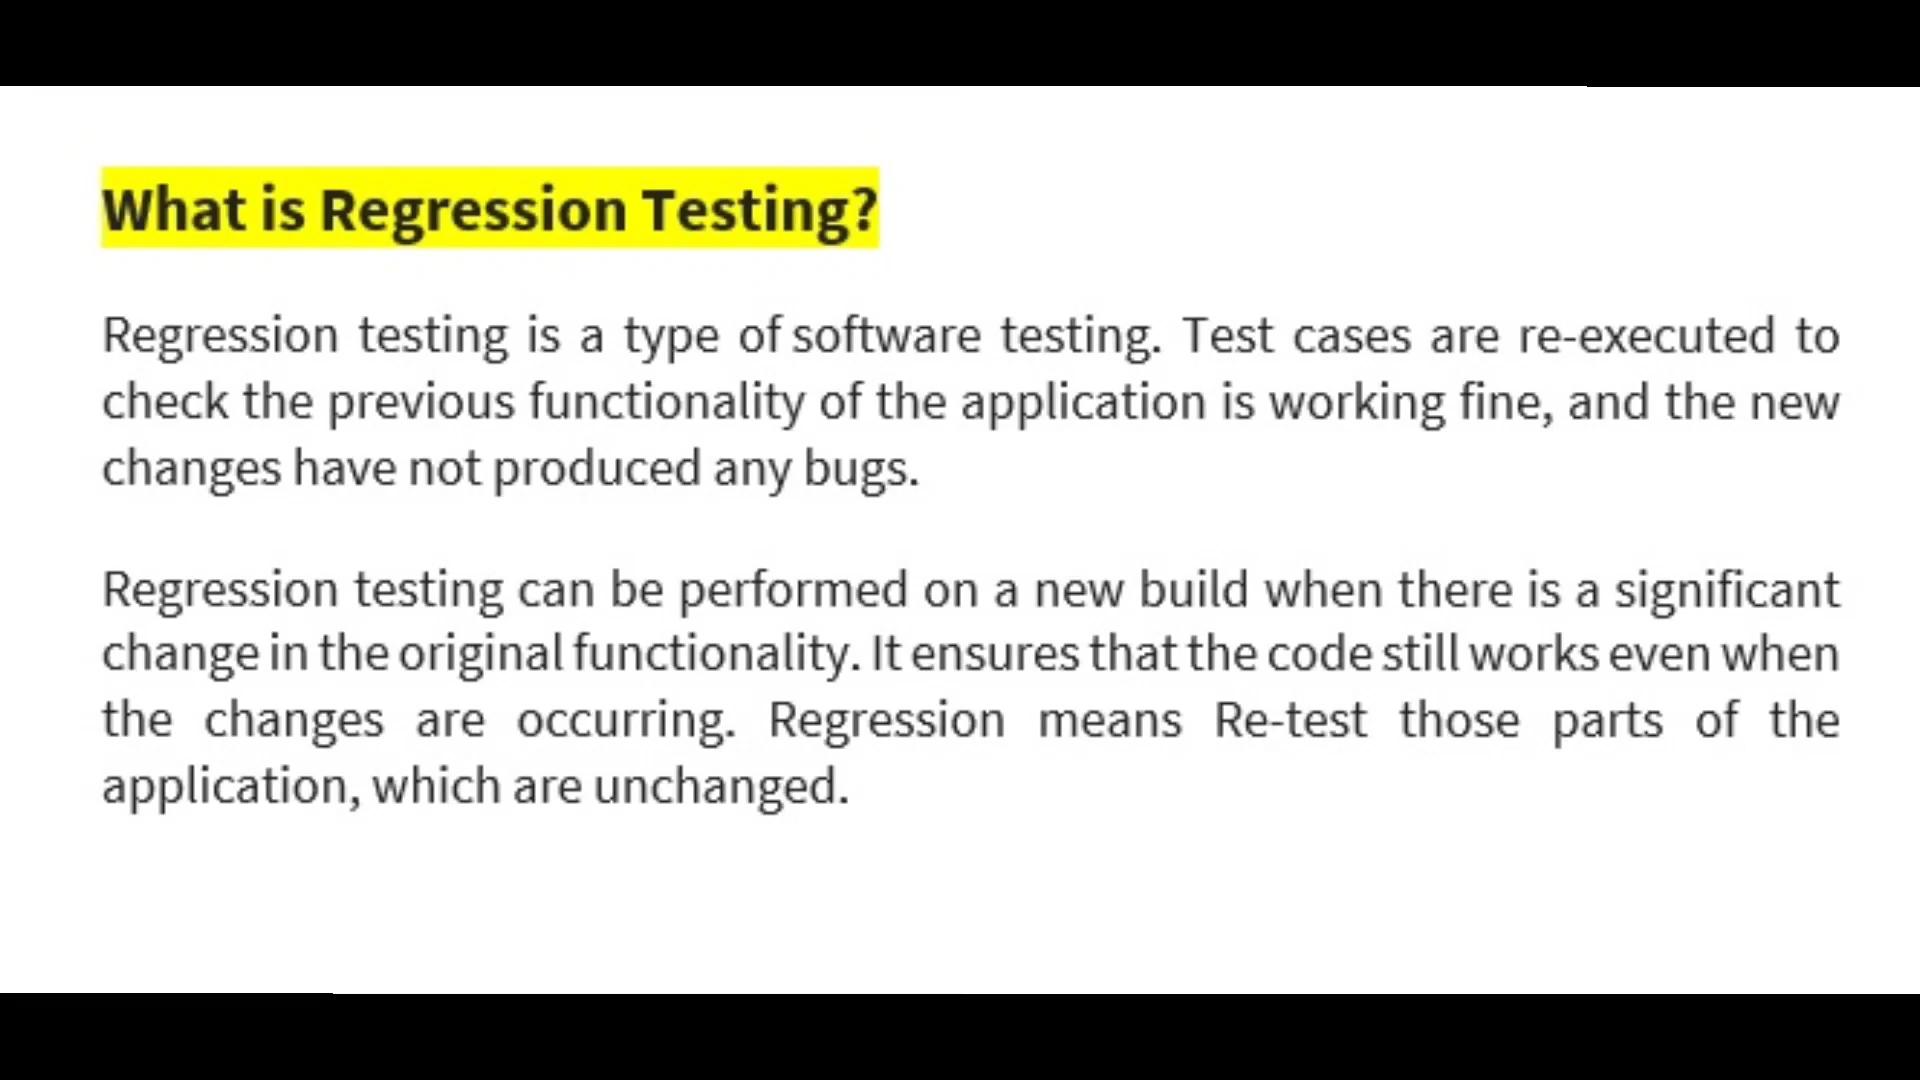 What is Regression Testing?
Regression testing is a type of software testing. Test cases are re-executed to
check the previous functionality of the application is working fine, and the new
changes have not produced any bugs.
Regression testing can be performed on a new build when there is a significant
change in the original functionality. It ensures that the code still works even when
the changes are occurring. Regression means Re-test those parts of the
application, which are unchanged.